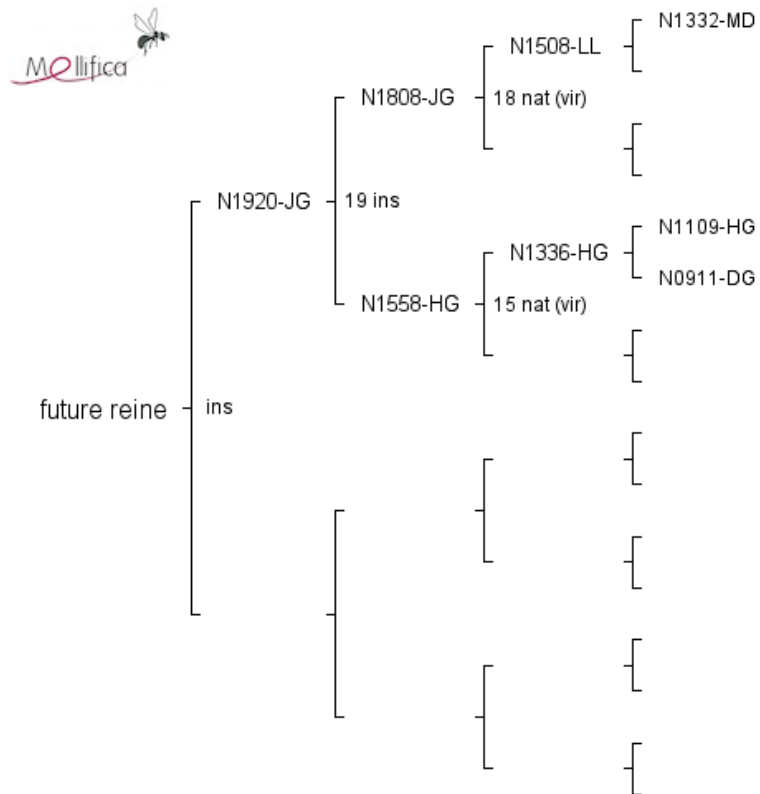 Mellifica
N1332-MD
N1508-LL
N1808-JG
18 nat (vir)
N1920-JG
19 ins
N1109-HG
N1336-HG
N0911-DG
N1558-HG
15 nat (vir)
future reine
ins